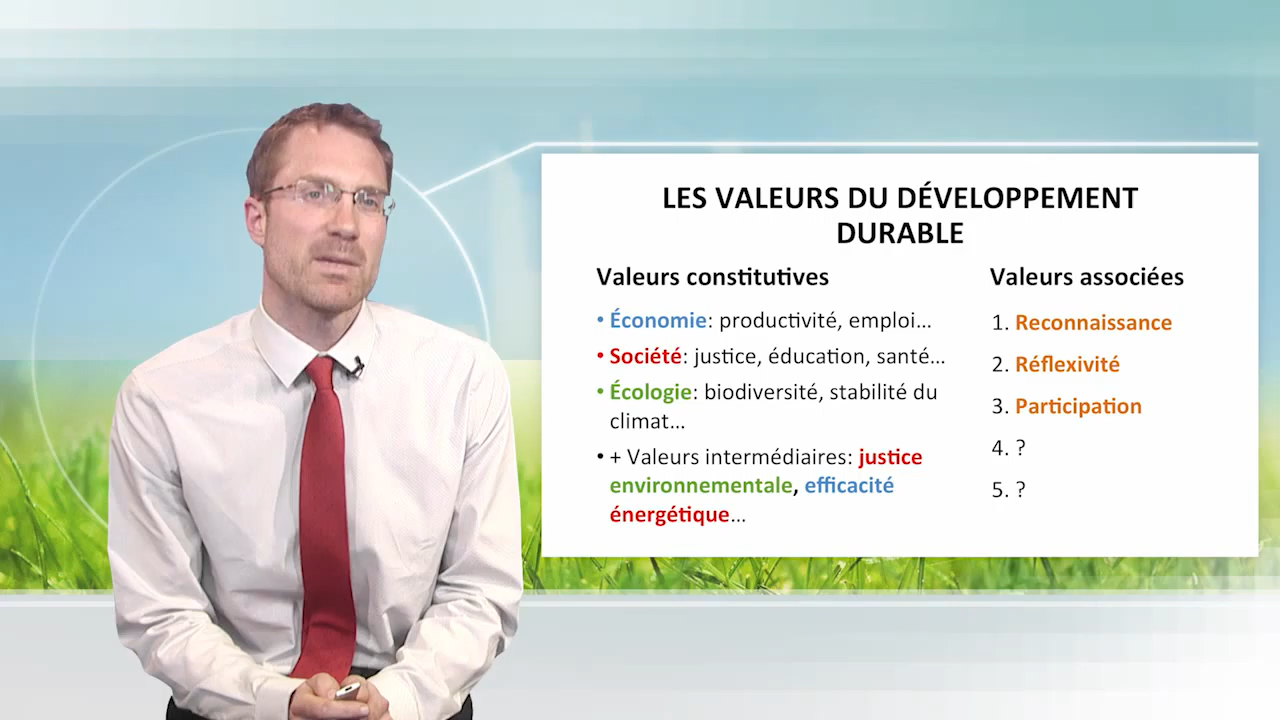 LES VALEURS DU DÉVELOPPEMENT
DURABLE
Valeurs constitutives
• Économie: productivité, emploi…
• Société: justice, éducation, santé…
• Écologie: biodiversité, stabilité du
climat…
• + Valeurs intermédiaires: justice
environnementale, efficacité
énergétique…
Valeurs associées
1. Reconnaissance
2. Réflexivité
3. Participation
4. ?
5. ?